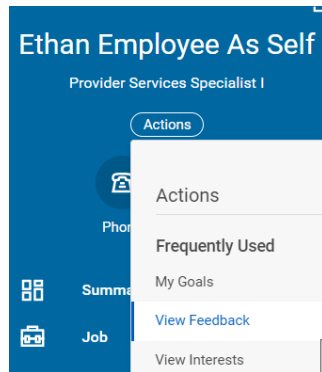 Ethan Employee As Self
Provider Services Specialist I
Actions
Phon
Actions
Frequently Used
My Goals
View Feedback
View Interests
Summa
Job